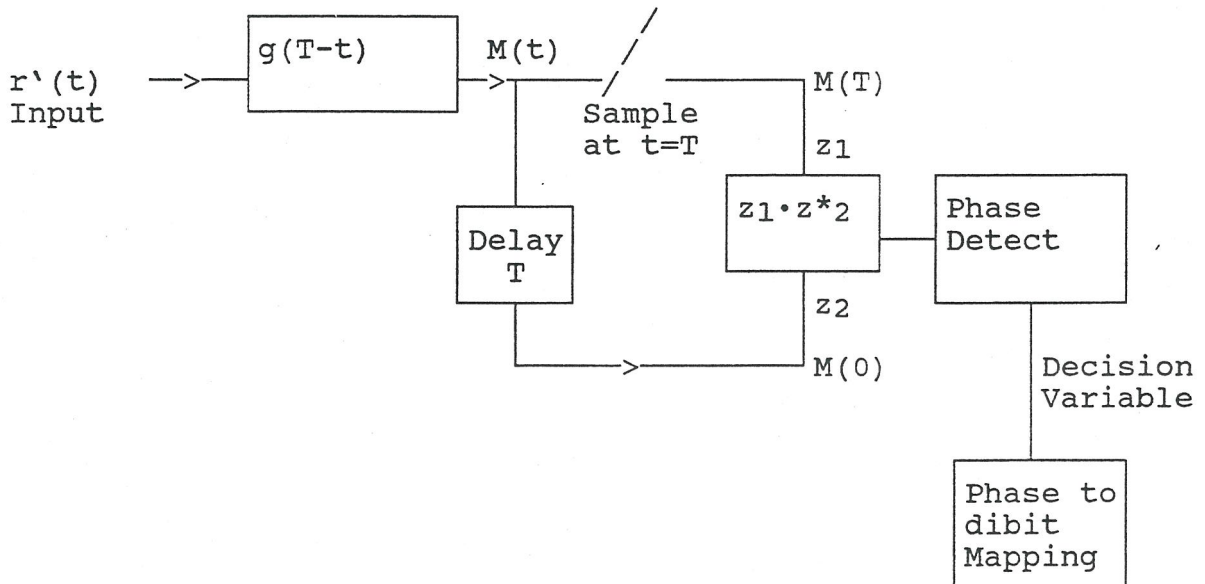 g(T-t)
M(t)
r`(t)
Input
M(T)
Sample
at t=T
z1
z1•z*2
Phase
Detect
Delay
T
z2
M(0)
Decision
Variable
Phase to
dibit
Mapping